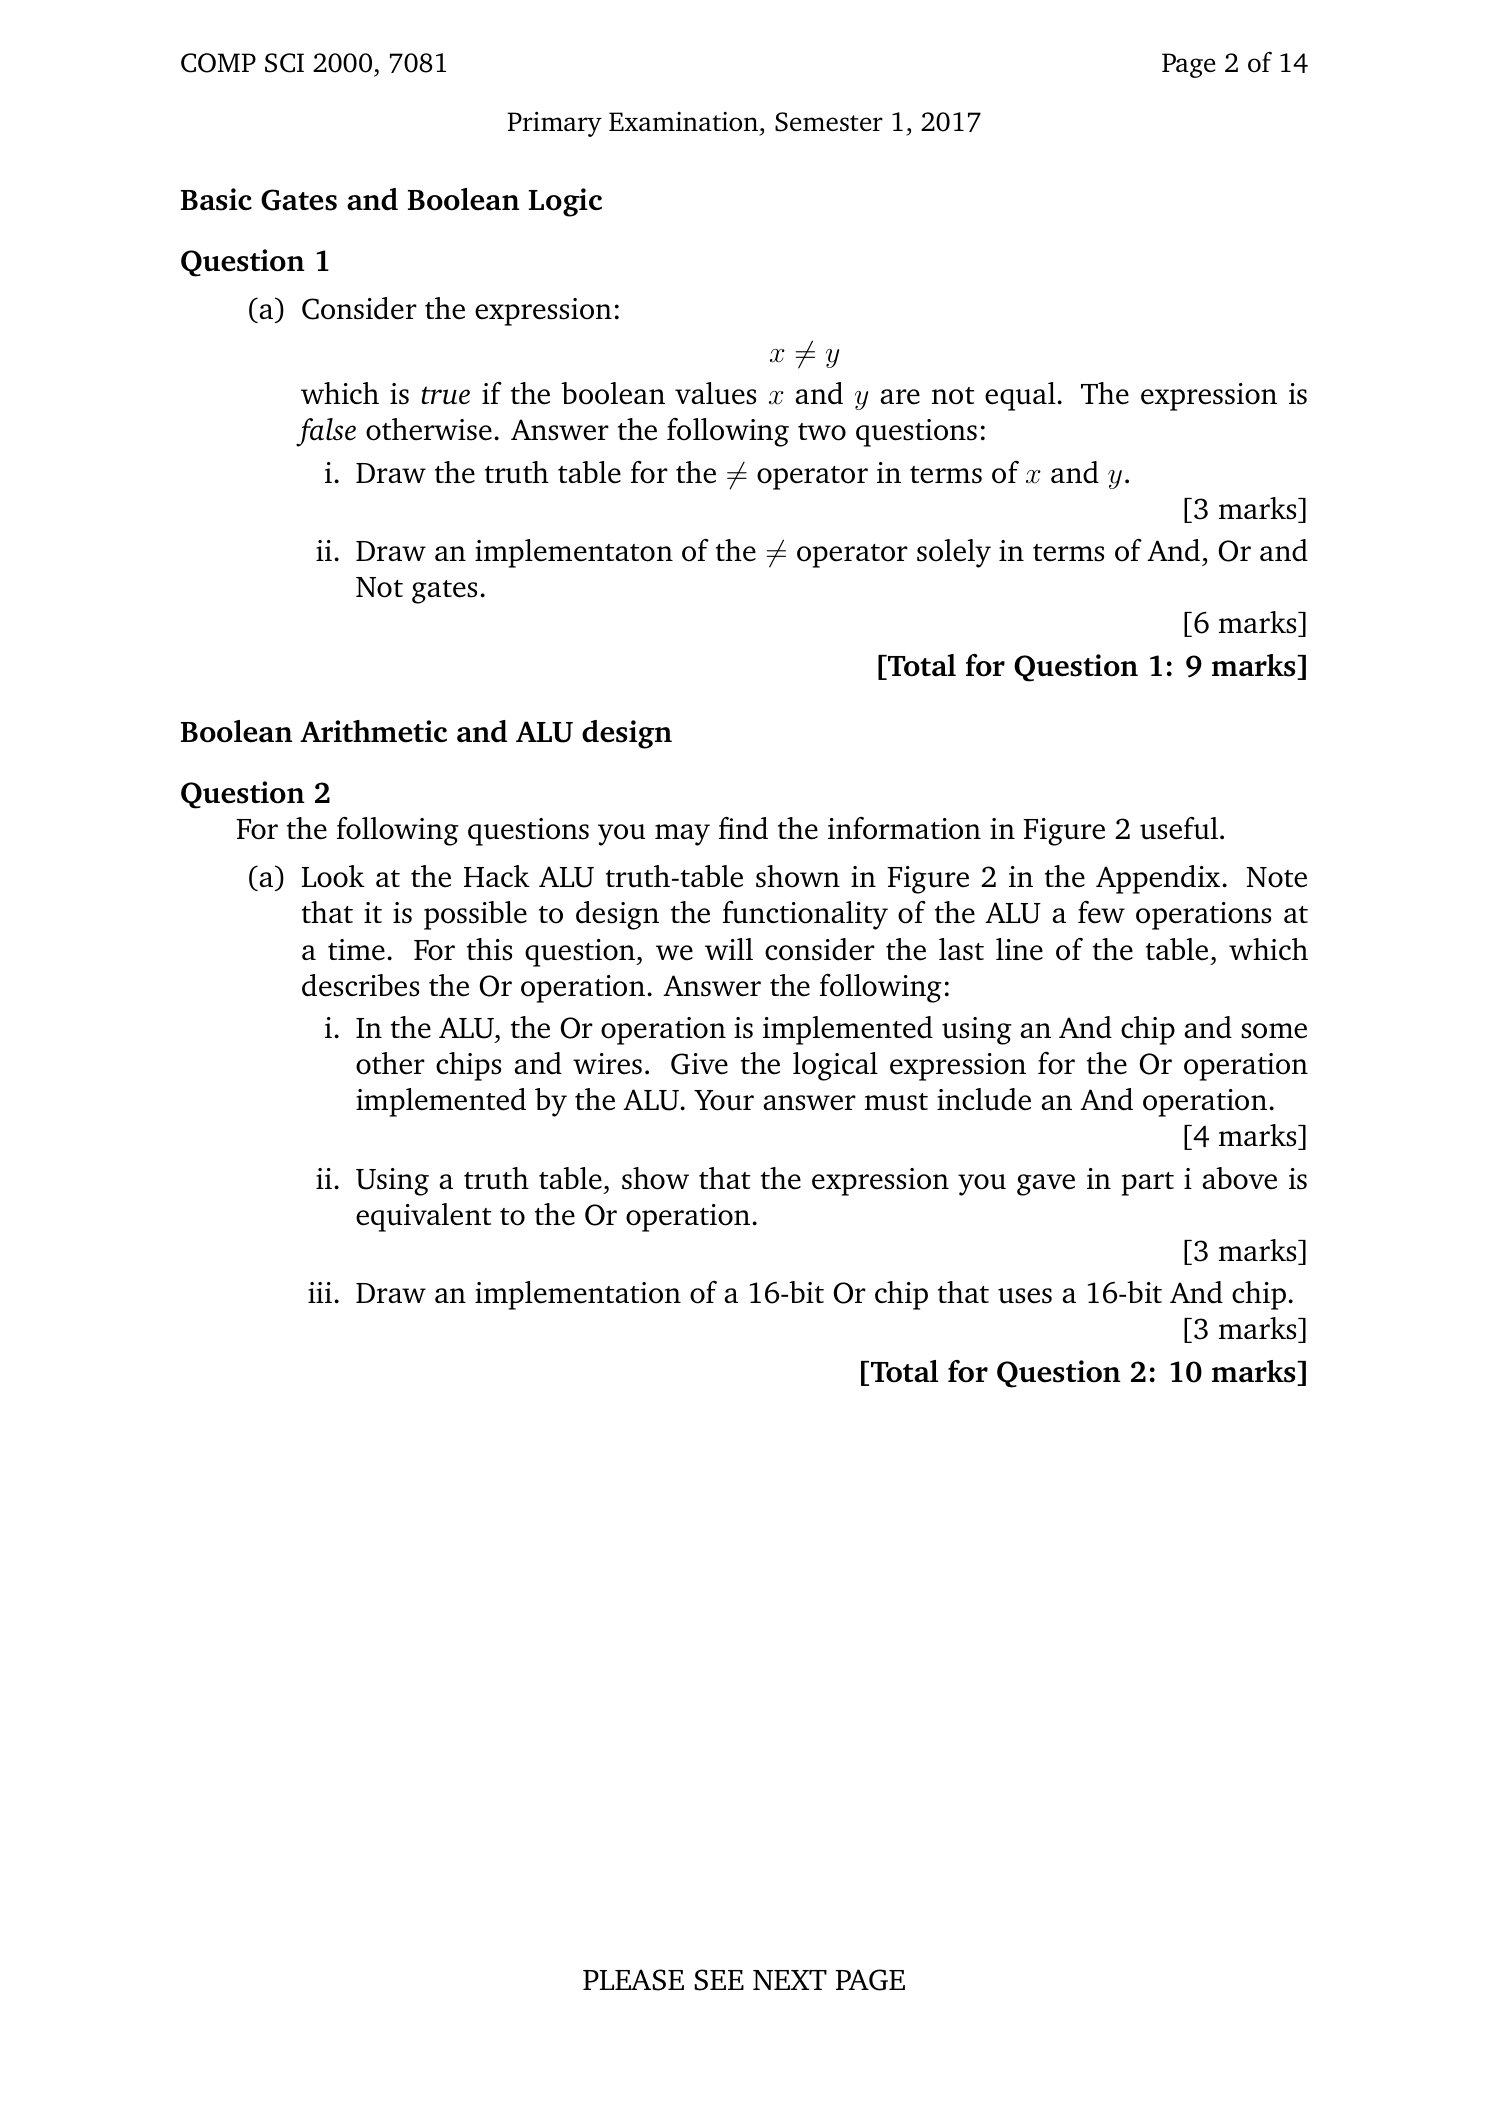 COMP SCI 2000, 7081
Page 2 of 14
Primary Examination, Semester 1, 2017
Basic Gates and Boolean Logic
Question 1
(a) Consider the expression:
x ≠ y
which is true if the boolean values x and y are not equal. The expression is
false otherwise. Answer the following two questions:
i. Draw the truth table for the ≠ operator in terms of x and y.
[3 marks]
ii. Draw an implementaton of the ≠ operator solely in terms of And, Or and
Not gates.
[6 marks]
[Total for Question 1: 9 marks]
Boolean Arithmetic and ALU design
Question 2
For the following questions you may find the information in Figure 2 useful.
(a) Look at the Hack ALU truth-table shown in Figure 2 in the Appendix. Note
that it is possible to design the functionality of the ALU a few operations at
a time. For this question, we will consider the last line of the table, which
describes the Or operation. Answer the following:
i. In the ALU, the Or operation is implemented using an And chip and some
other chips and wires. Give the logical expression for the Or operation
implemented by the ALU. Your answer must include an And operation.
[4 marks]
ii. Using a truth table, show that the expression you gave in part i above is
equivalent to the Or operation.
[3 marks]
iii. Draw an implementation of a 16-bit Or chip that uses a 16-bit And chip.
[3 marks]
[Total for Question 2: 10 marks]
PLEASE SEE NEXT PAGE